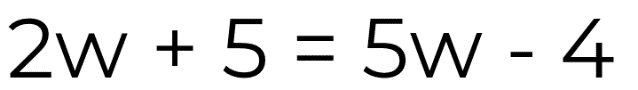 2w + 5 = 5w - 4